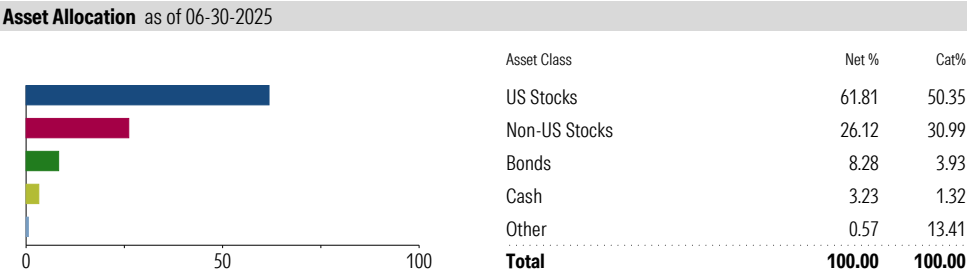 Asset Allocation as of 06-30-2025
Asset Class Net % Cat%
US Stocks 61.81 50.35
Non-US Stocks 26.12 30.99
Bonds 8.28 3.93
Cash 3.23 1.32
Other 0.57 13.41
0 50 100
Total 100.00 100.00